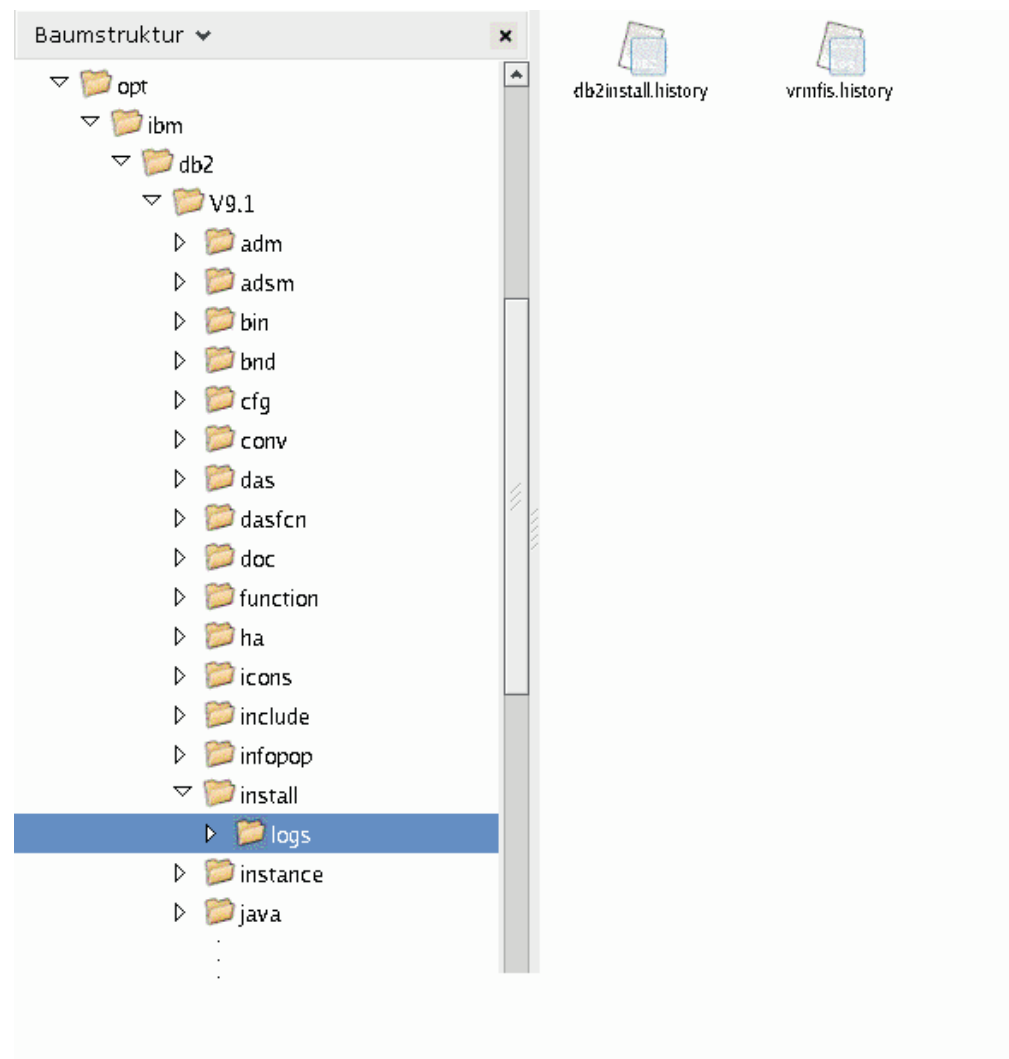 Baumstruktur
opt
ibm
db2
V9.1
adm
adsm
bin
bnd
cfg
conv
das
dasfcn
doc
function
ha
icons
include
infopop
install
logs
instance
java
db2install.history
vrmfis.history